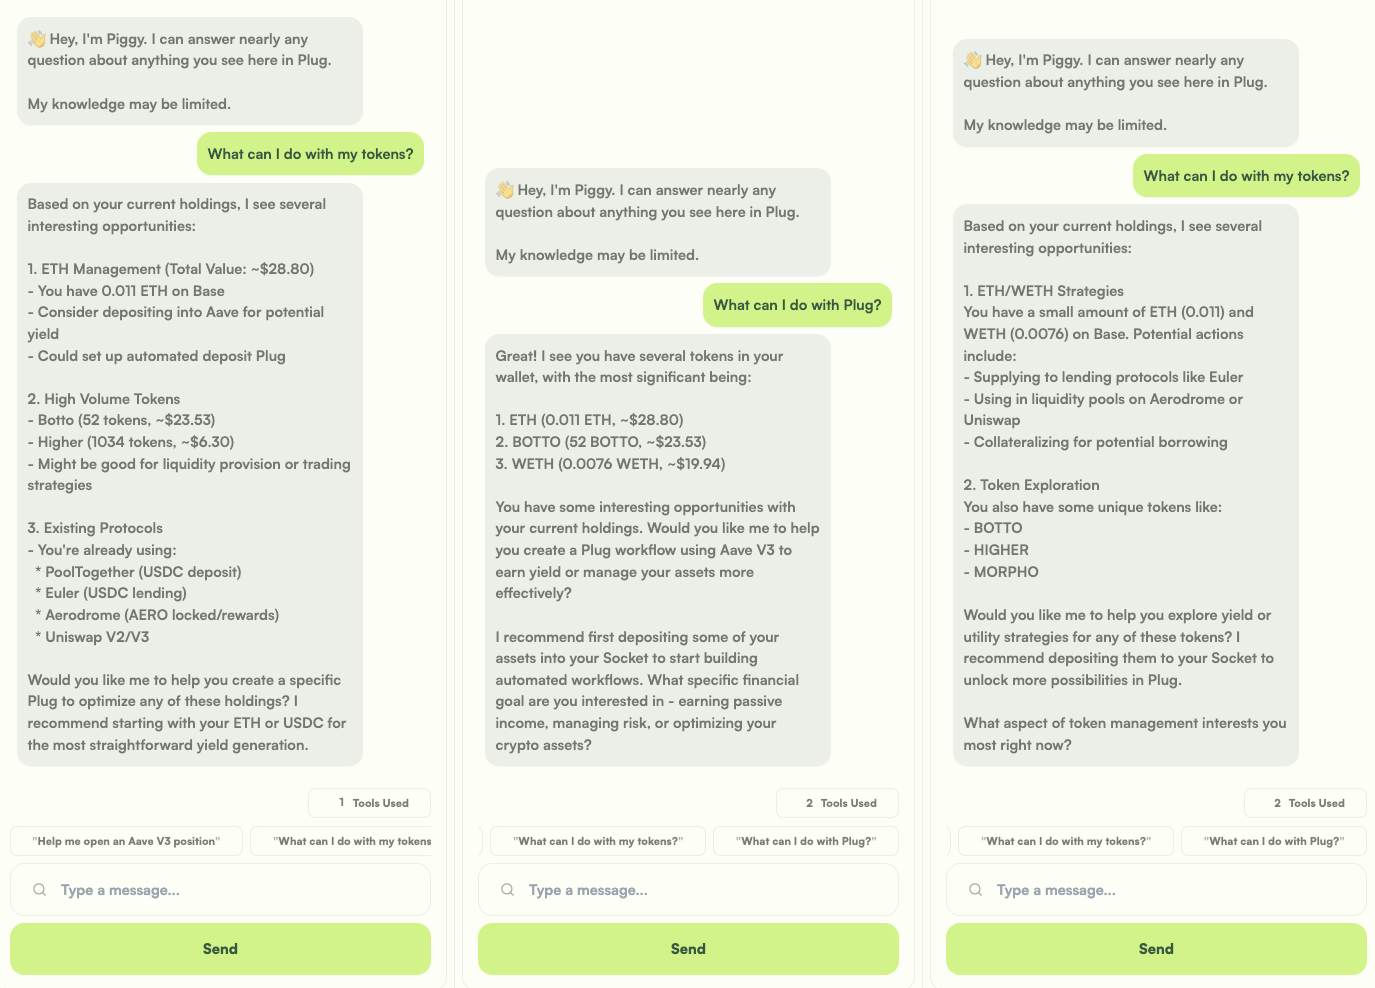 👋 Hey, I'm Piggy. I can answer nearly any
question about anything you see here in Plug.
My knowledge may be limited.
What can I do with my tokens?
Based on your current holdings, I see several
interesting opportunities:
1. ETH Management (Total Value: ~$28.80)
- You have 0.011 ETH on Base
- Consider depositing into Aave for potential
yield
- Could set up automated deposit Plug
2. High Volume Tokens
- Botto (52 tokens, ~$23.53)
- Higher (1034 tokens, ~$6.30)
- Might be good for liquidity provision or trading
strategies
3. Existing Protocols
- You're already using:
* PoolTogether (USDC deposit)
* Euler (USDC lending)
* Aerodrome (AERO locked/rewards)
* Uniswap V2/V3
Would you like me to help you create a specific
Plug to optimize any of these holdings? I
recommend starting with your ETH or USDC for
the most straightforward yield generation.
1 Tools Used
"Help me open an Aave V3 position"
"What can I do with my tokens
Type a message...
Send
👋 Hey, I'm Piggy. I can answer nearly any
question about anything you see here in Plug.
My knowledge may be limited.
What can I do with Plug?
Great! I see you have several tokens in your
wallet, with the most significant being:
1. ETH (0.011 ETH, ~$28.80)
2. BOTTO (52 BOTTO, ~$23.53)
3. WETH (0.0076 WETH, ~$19.94)
You have some interesting opportunities with
your current holdings. Would you like me to help
you create a Plug workflow using Aave V3 to
earn yield or manage your assets more
effectively?
I recommend first depositing some of your
assets into your Socket to start building
automated workflows. What specific financial
goal are you interested in - earning passive
income, managing risk, or optimizing your
crypto assets?
2 Tools Used
"What can I do with my tokens?"
"What can I do with Plug?"
Type a message...
Send
👋 Hey, I'm Piggy. I can answer nearly any
question about anything you see here in Plug.
My knowledge may be limited.
What can I do with my tokens?
Based on your current holdings, I see several
interesting opportunities:
1. ETH/WETH Strategies
You have a small amount of ETH (0.011) and
WETH (0.0076) on Base. Potential actions
include:
- Supplying to lending protocols like Euler
- Using in liquidity pools on Aerodrome or
Uniswap
- Collateralizing for potential borrowing
2. Token Exploration
You also have some unique tokens like:
- BOTTO
- HIGHER
- MORPHO
Would you like me to help you explore yield or
utility strategies for any of these tokens? I
recommend depositing them to your Socket to
unlock more possibilities in Plug.
What aspect of token management interests you
most right now?
2 Tools Used
"What can I do with my tokens?"
"What can I do with Plug?"
Type a message...
Send